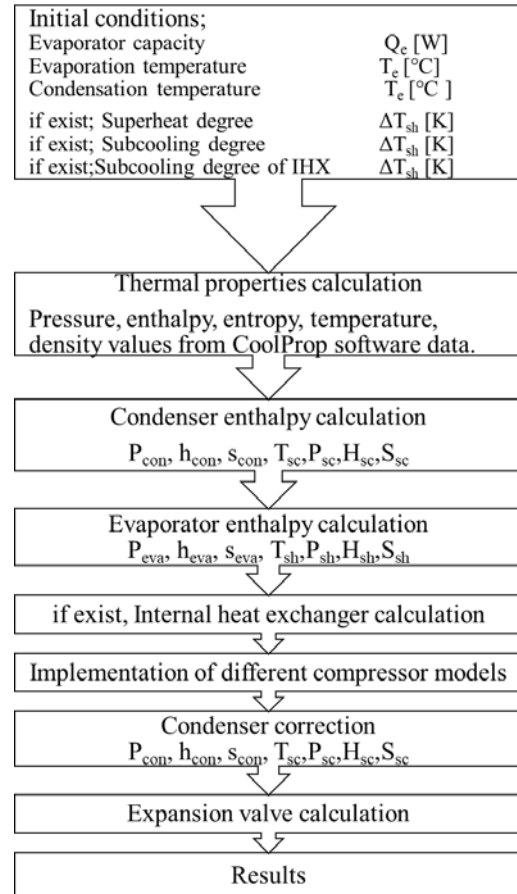 Initial conditions;
Evaporator capacity Qe [W]
Evaporation temperature Te [°C]
Condensation temperature Te [°C ]
if exist; Superheat degree ΔTsh [K]
if exist; Subcooling degree ΔTsh [K]
if exist;Subcooling degree of IHX ΔTsh [K]
Thermal properties calculation
Pressure, enthalpy, entropy, temperature,
density values from CoolProp software data.
Condenser enthalpy calculation
Pcon, hcon, scon, Tsc,Psc,Hsc,Ssc
Evaporator enthalpy calculation
Peva, heva, seva, Tsh,Psh,Hsh,Ssh
if exist, Internal heat exchanger calculation
Implementation of different compressor models
Condenser correction
Pcon, hcon, scon, Tsc,Psc,Hsc,Ssc
Expansion valve calculation
Results